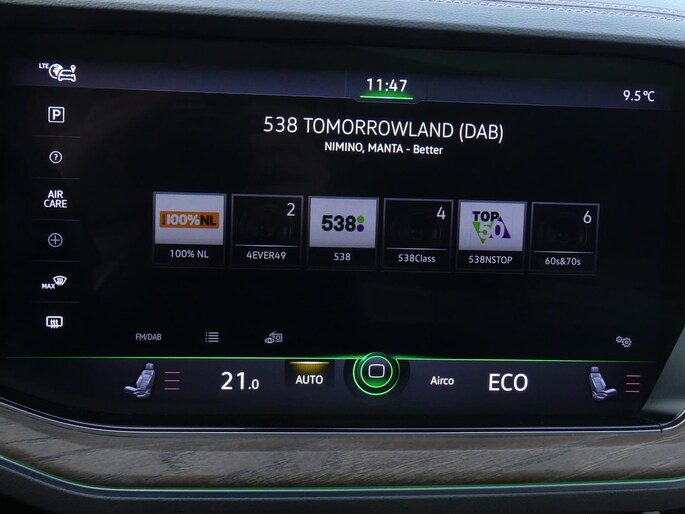 LTE
11:47
9.5°C
538 TOMORROWLAND (DAB)
NIMINO, MANTA - Better
P
?
AIR
CARE
MAX
100%NL
100% NL
2
4EVER49
538
538
4
538Class
TOP
50
538NSTOP
6
60s&70s
FM/DAB
21.0
AUTO
Airco
ECO